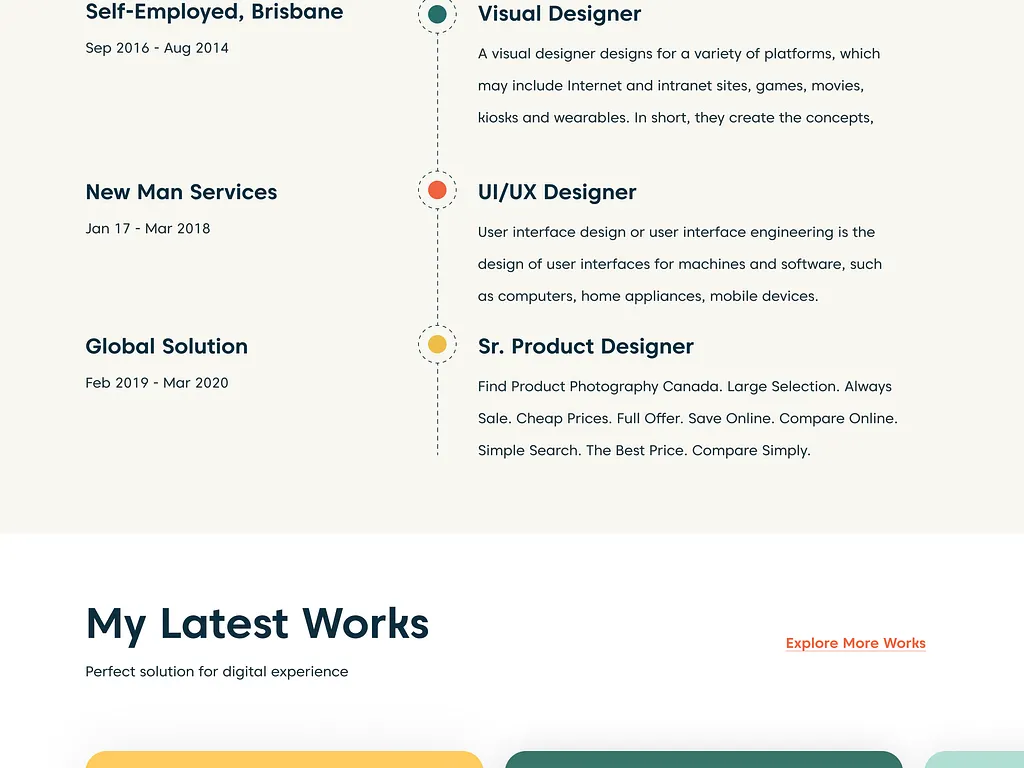 Self-Employed, Brisbane
Sep 2016 - Aug 2014
Visual Designer
A visual designer designs for a variety of platforms, which
may include Internet and intranet sites, games, movies,
kiosks and wearables. In short, they create the concepts,
New Man Services
Jan 17 - Mar 2018
UI/UX Designer
User interface design or user interface engineering is the
design of user interfaces for machines and software, such
as computers, home appliances, mobile devices.
Global Solution
Feb 2019 - Mar 2020
Sr. Product Designer
Find Product Photography Canada. Large Selection. Always
Sale. Cheap Prices. Full Offer. Save Online. Compare Online.
Simple Search. The Best Price. Compare Simply.
My Latest Works
Perfect solution for digital experience
Explore More Works